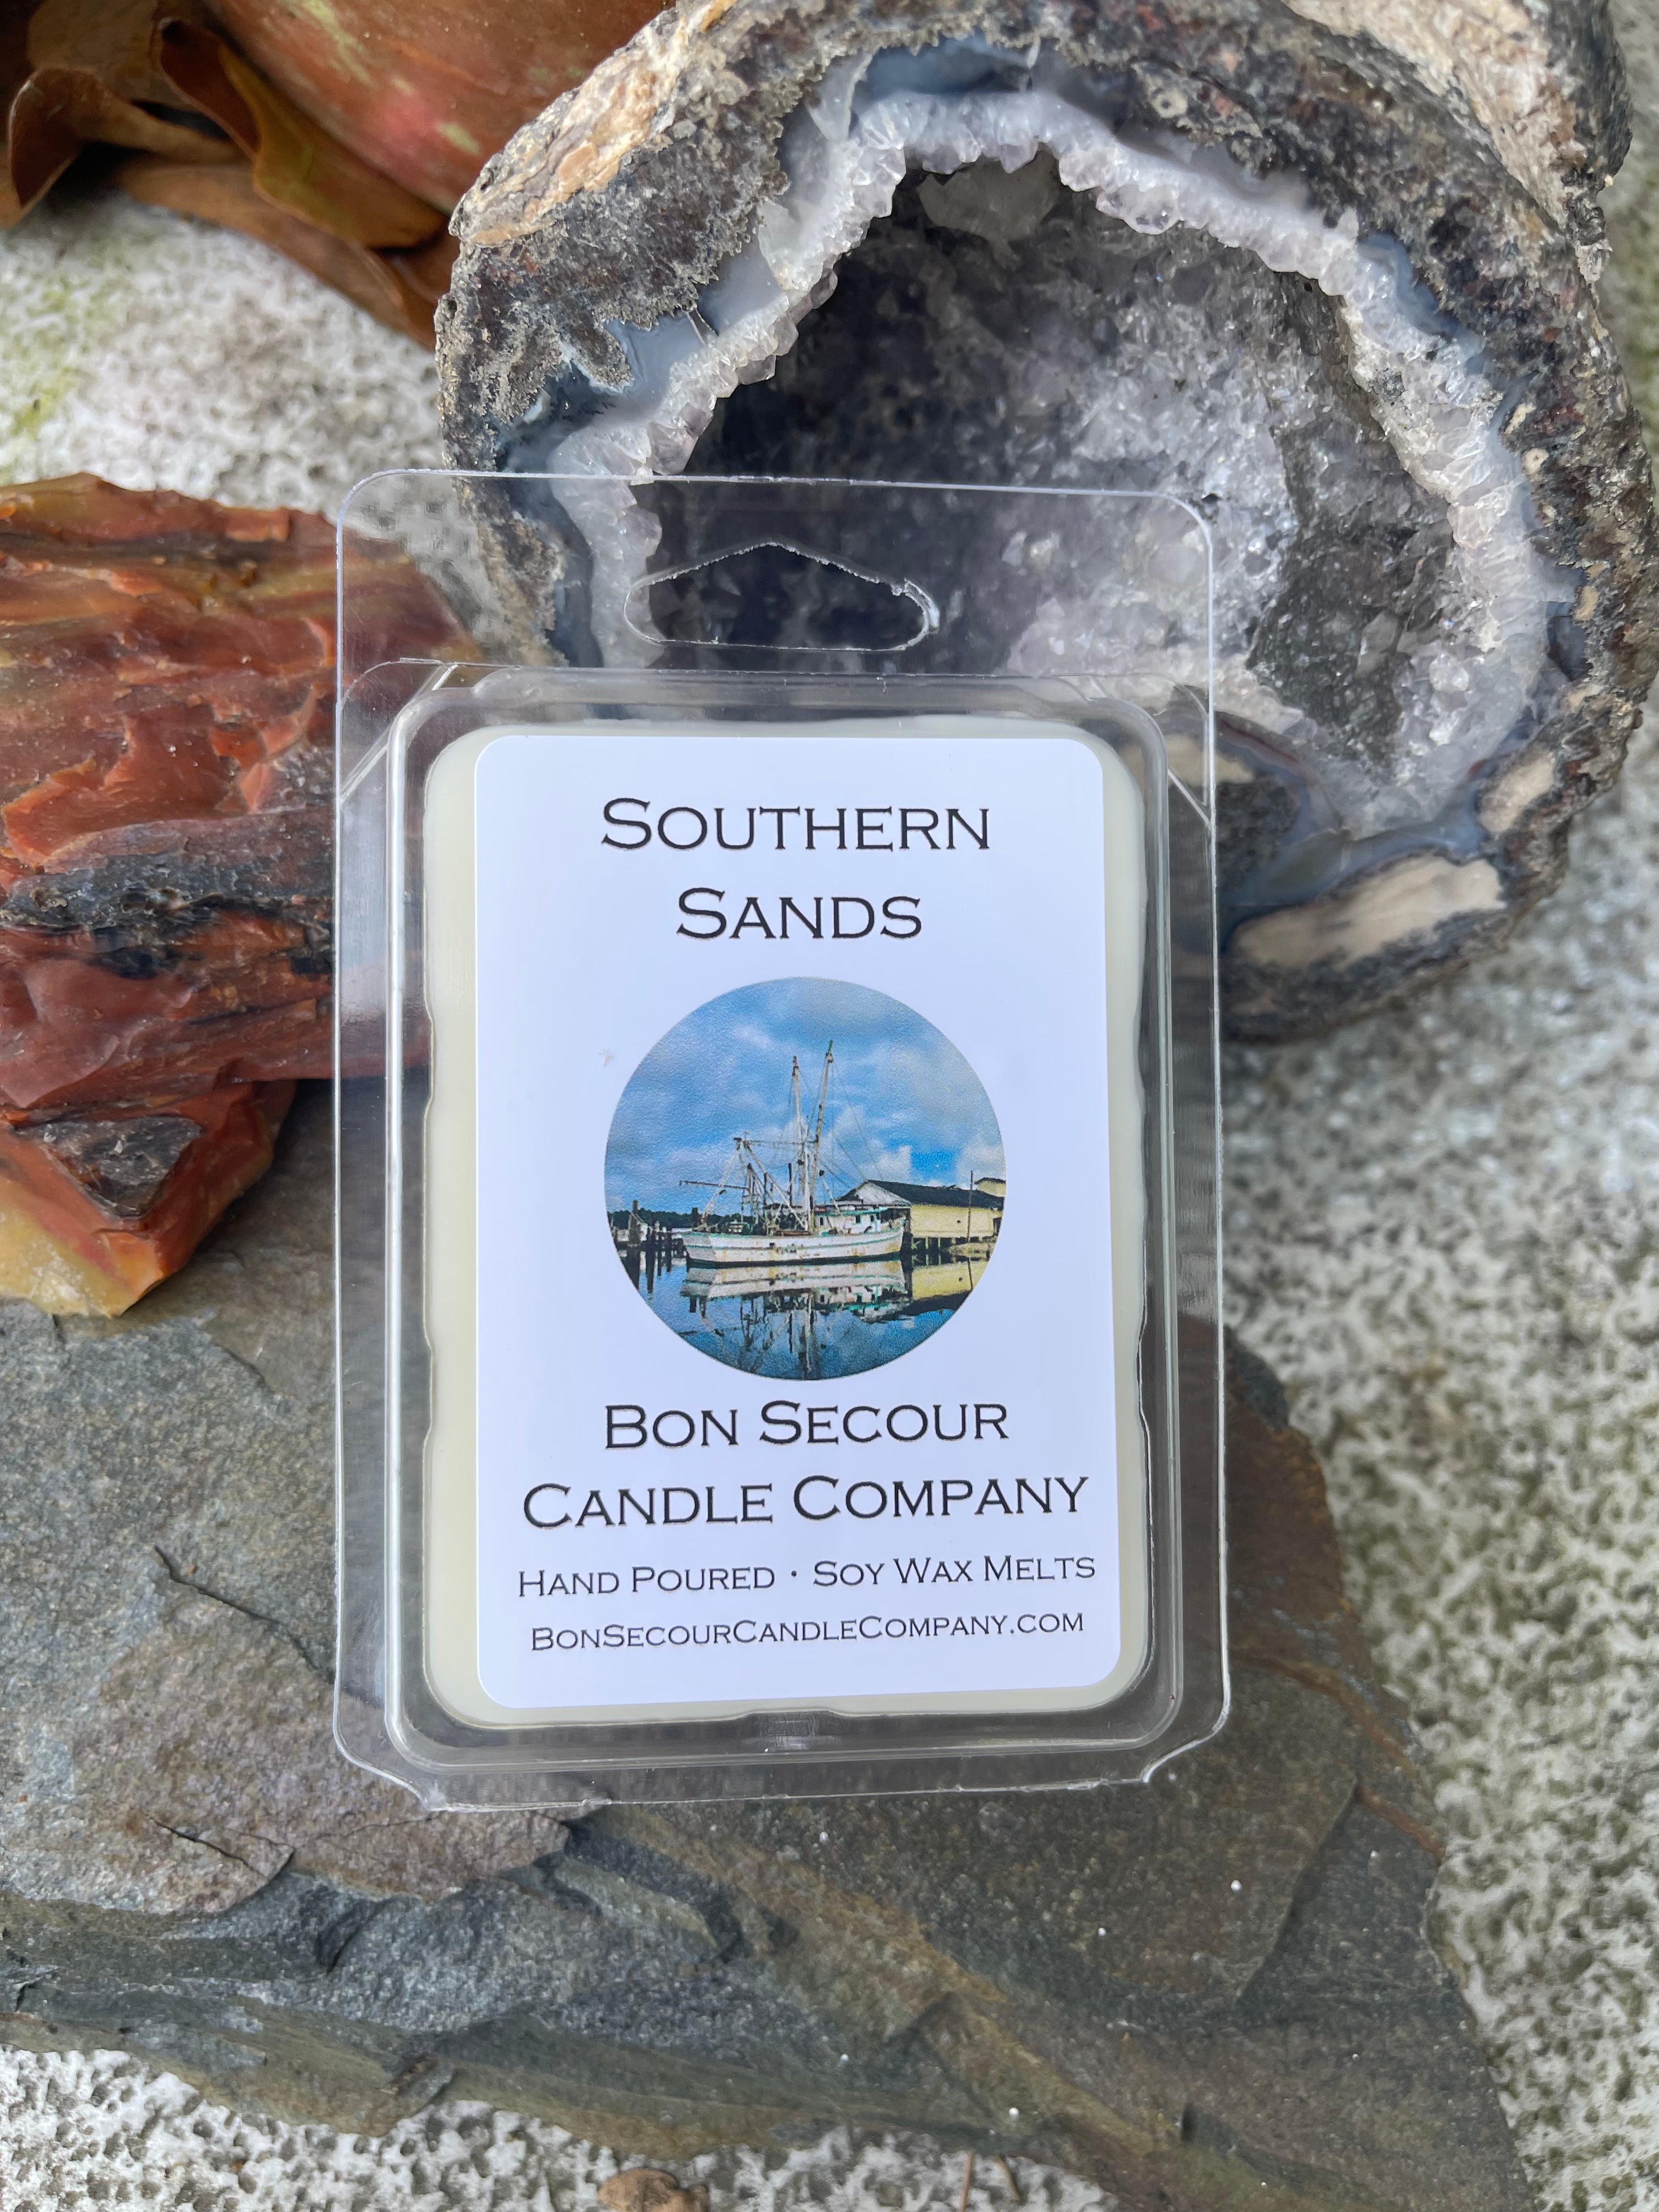 Southern
Sands
Bon Secour
Candle Company
Hand Poured • Soy Wax Melts
BonSecourCandleCompany.com